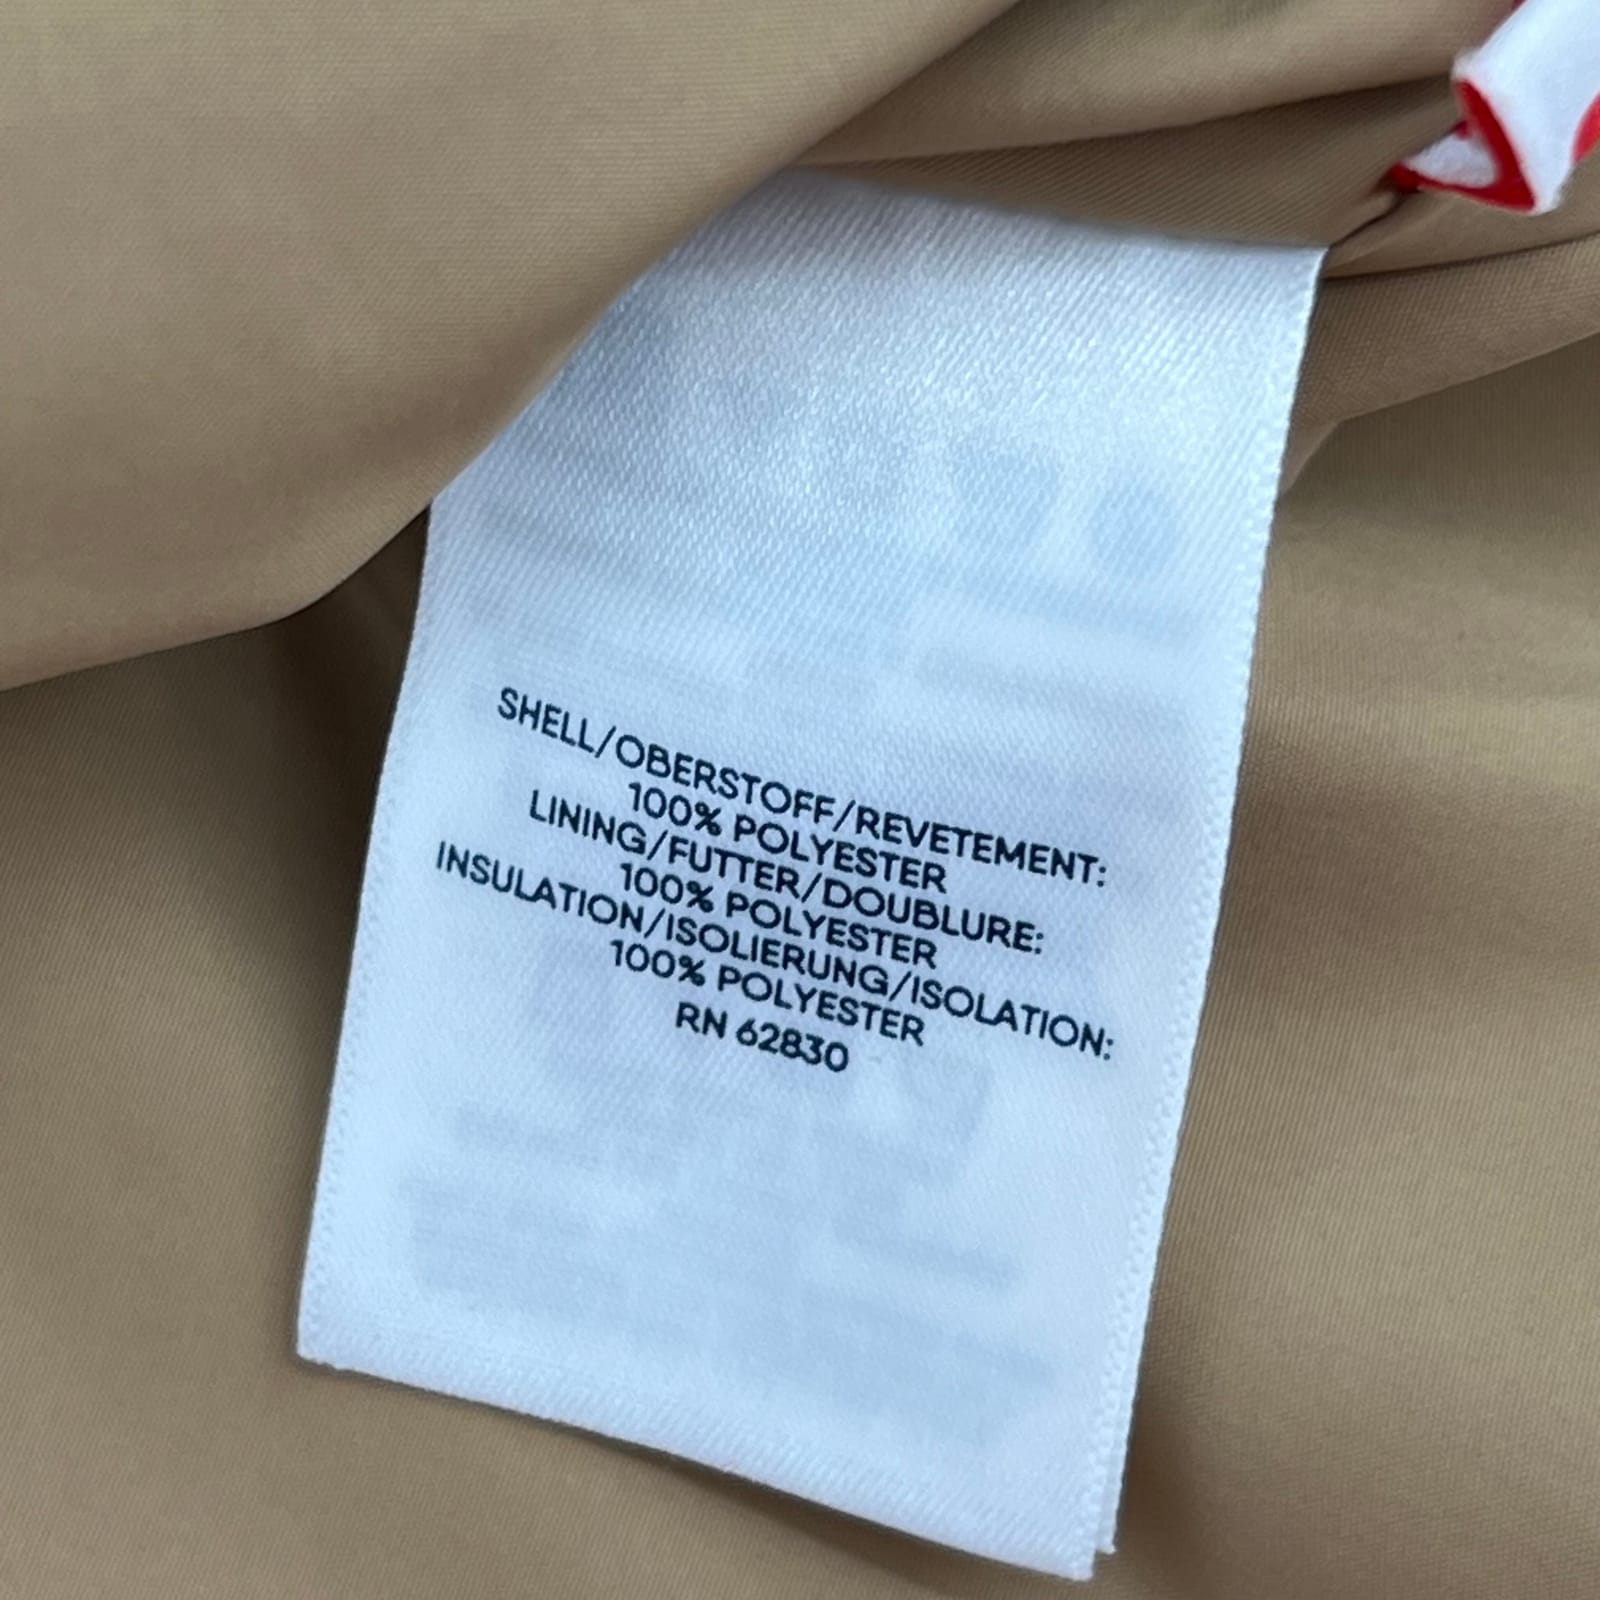 SHELL/OBERSTOFF/REVETEMENT:
100% POLYESTER
LINING/FUTTER/DOUBLURE:
100% POLYESTER
INSULATION/ISOLIERUNG/ISOLATION:
100% POLYESTER
RN 62830